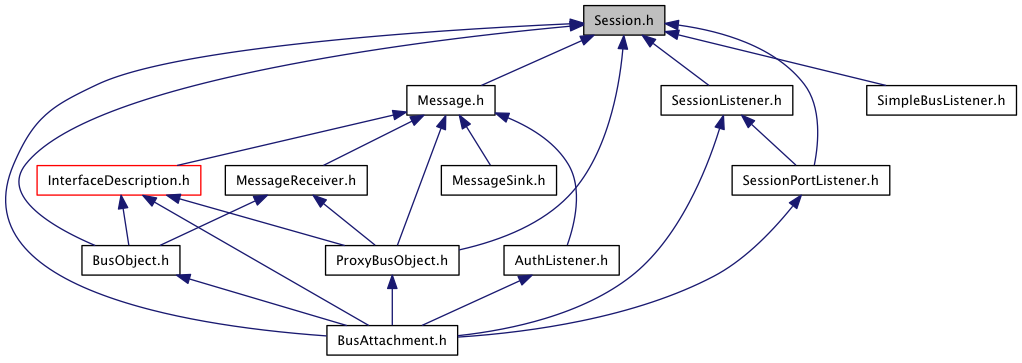 Session.h
Message.h
SessionListener.h
SimpleBusListener.h
InterfaceDescription.h
MessageReceiver.h
MessageSink.h
SessionPortListener.h
BusObject.h
ProxyBusObject.h
AuthListener.h
BusAttachment.h